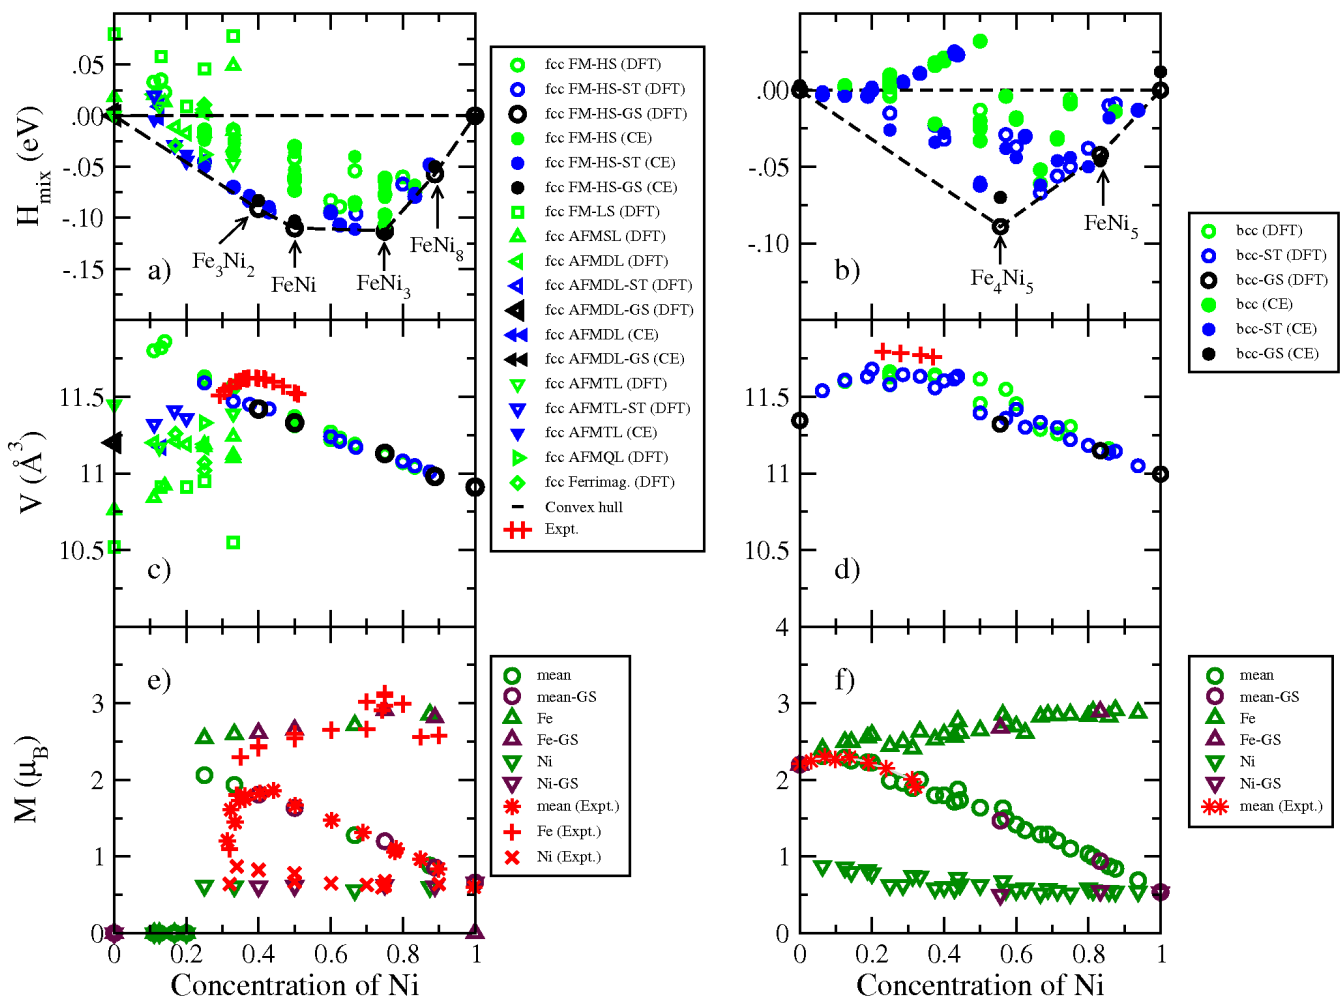 H_mix (eV)
.05
.00
-.05
-.10
-.15
a)
Fe3Ni2
FeNi
FeNi3
FeNi8
fcc FM-HS (DFT)
fcc FM-HS-ST (DFT)
fcc FM-HS-GS (DFT)
fcc FM-HS (CE)
fcc FM-HS-ST (CE)
fcc FM-HS-GS (CE)
fcc FM-LS (DFT)
fcc AFMSL (DFT)
fcc AFMDL (DFT)
fcc AFMDL-ST (DFT)
fcc AFMDL-GS (DFT)
fcc AFMDL (CE)
fcc AFMDL-GS (CE)
fcc AFMTL (DFT)
fcc AFMTL-ST (DFT)
fcc AFMTL (CE)
fcc AFMQL (DFT)
fcc Ferrimag. (DFT)
Convex hull
Expt.
.00
-.05
-.10
b)
Fe4Ni5
FeNi5
bcc (DFT)
bcc-ST (DFT)
bcc-GS (DFT)
bcc (CE)
bcc-ST (CE)
bcc-GS (CE)
V (Å³)
11.5
11
10.5
c)
11.5
11
10.5
d)
M (μB)
3
2
1
0
e)
0 0.2 0.4 0.6 0.8 1
Concentration of Ni
mean
mean-GS
Fe
Fe-GS
Ni
Ni-GS
mean (Expt.)
Fe (Expt.)
Ni (Expt.)
4
3
2
1
0
f)
0 0.2 0.4 0.6 0.8 1
Concentration of Ni
mean
mean-GS
Fe
Fe-GS
Ni
Ni-GS
mean (Expt.)